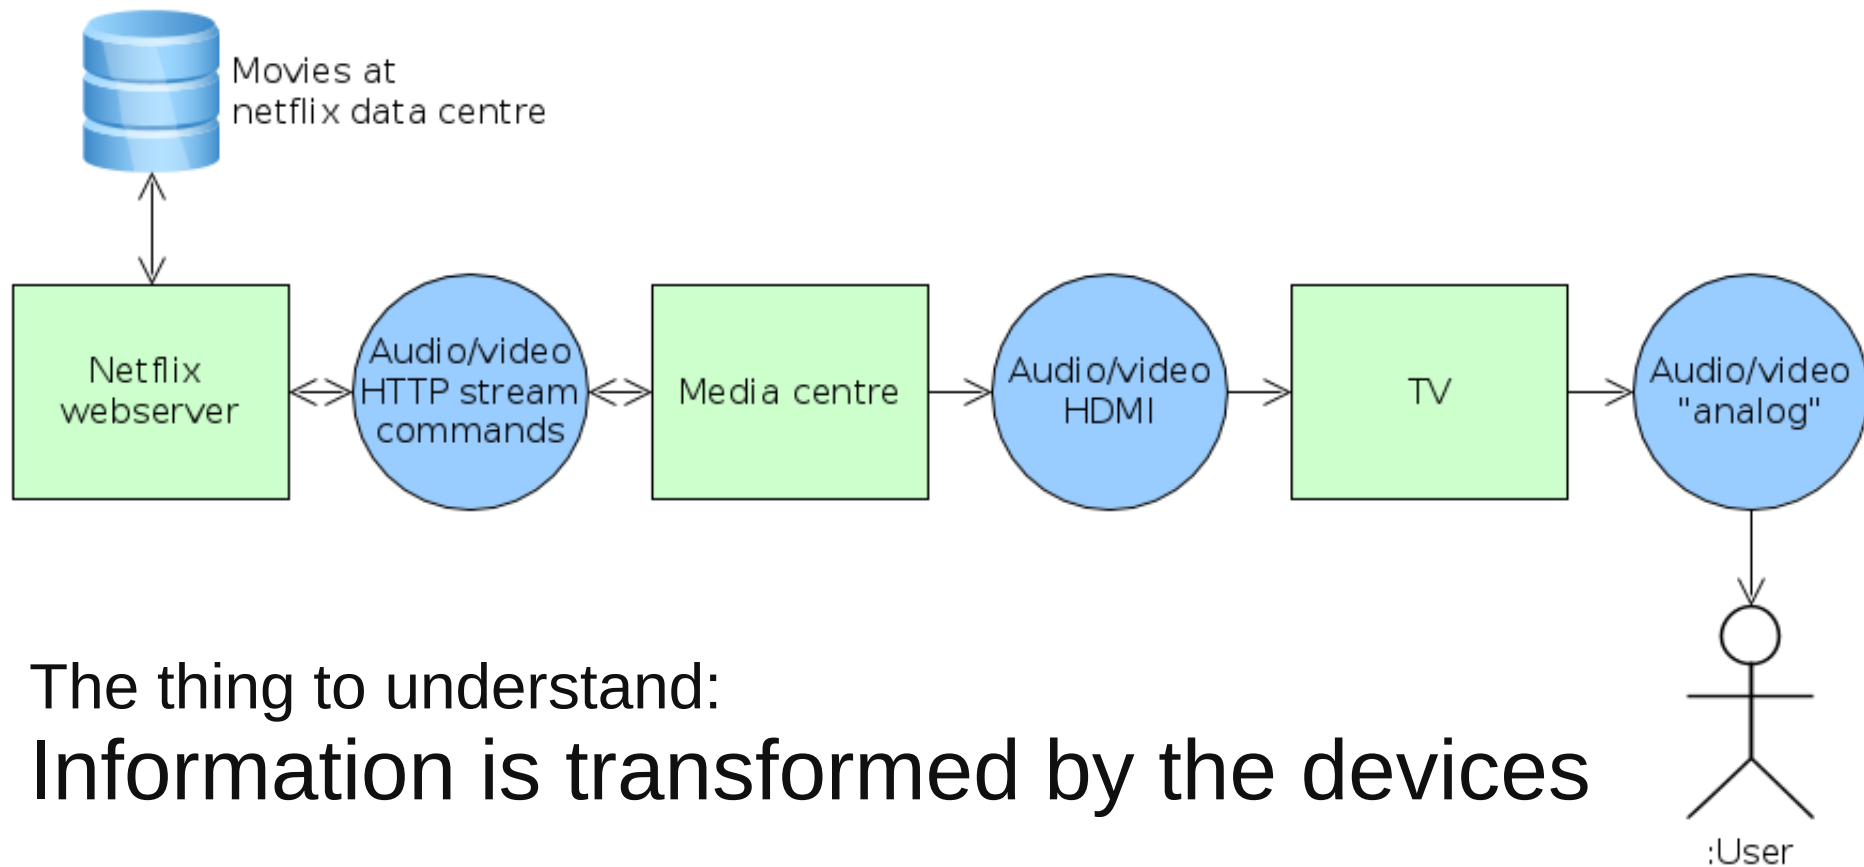 Movies at
netflix data centre
Netflix
webserver
Audio/video
HTTP stream
commands
Media centre
Audio/video
HDMI
TV
Audio/video
"analog"
The thing to understand:
Information is transformed by the devices
:User